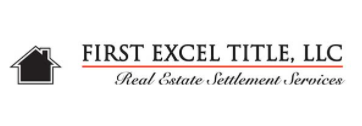 FIRST EXCEL TITLE, LLC
Real Estate Settlement Services